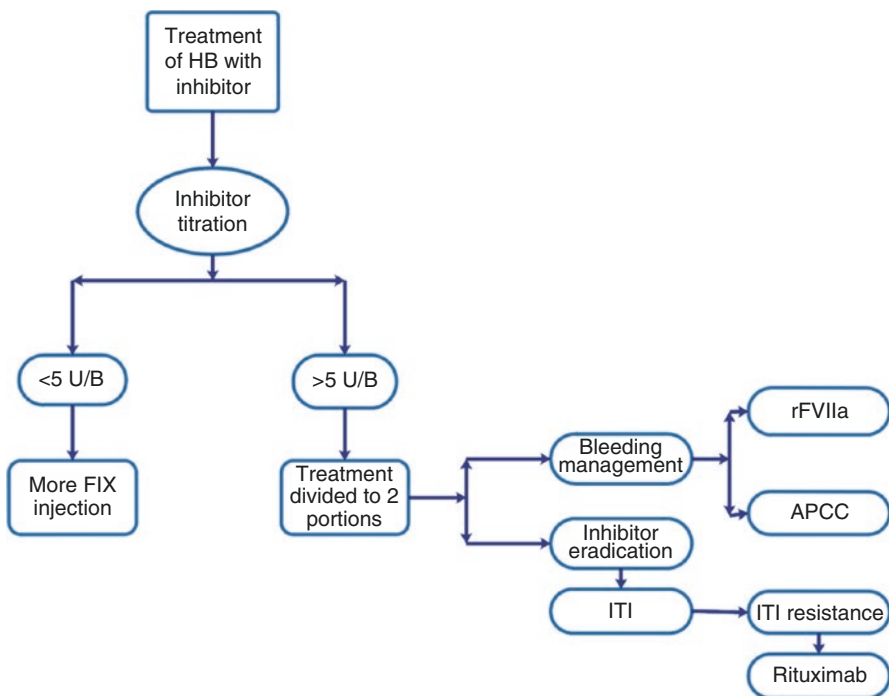 Treatment
of HB with
inhibitor
Inhibitor
titration
<5 U/B
>5 U/B
More FIX
injection
Treatment
divided to 2
portions
Bleeding
management
rFVIIa
APCC
Inhibitor
eradication
ITI
ITI resistance
Rituximab